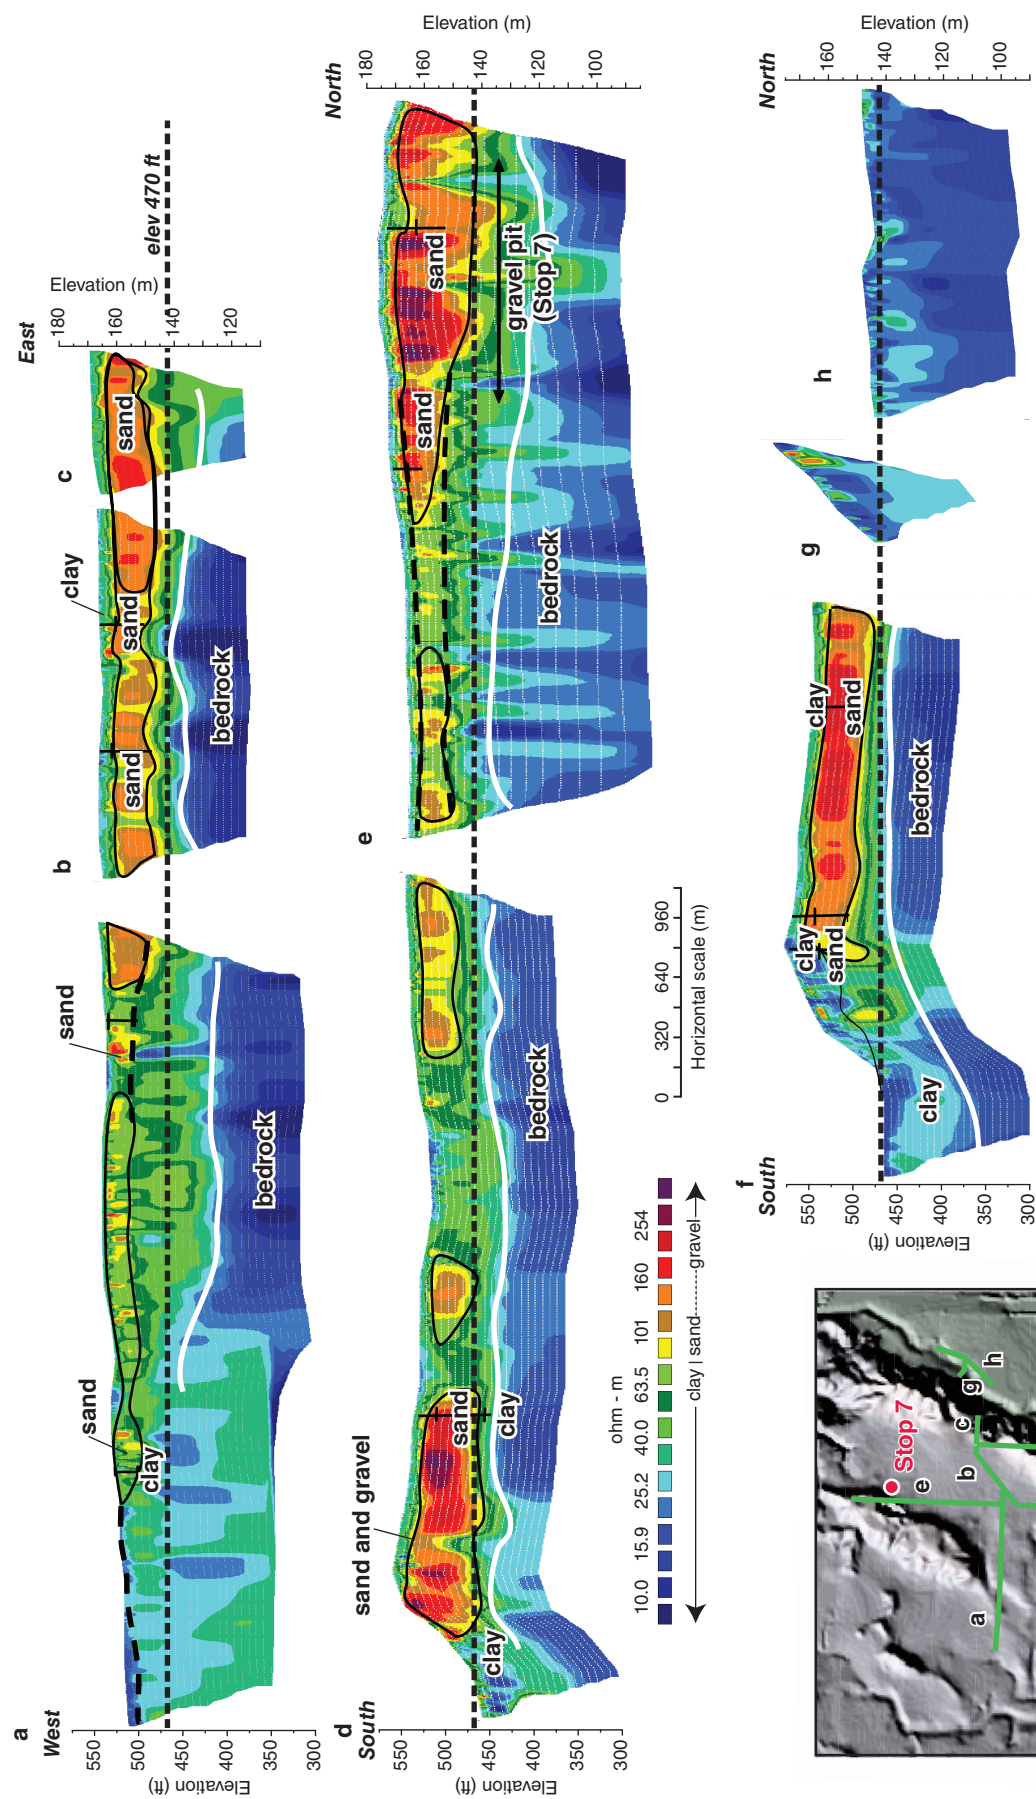 a
West
550
500
450
400
350
300
Elevation (ft)
sand
clay
sand
bedrock
b
sand
sand
clay
bedrock
c
sand
East
Elevation (m)
180
160
140
120
elev 470 ft
d
South
550
500
450
400
350
300
Elevation (ft)
sand and gravel
clay
sand
clay
bedrock
e
bedrock
sand
sand
gravel pit
(Stop 7)
North
Elevation (m)
180
160
140
120
100
ohm - m
10.0
15.9
25.2
40.0
63.5
101
160
254
clay | sand--------gravel
0
320
640
960
Horizontal scale (m)
f
South
550
500
450
400
350
300
Elevation (ft)
clay
clay
sand
clay
sand
bedrock
g
h
North
Elevation (m)
160
140
120
100
Stop 7
a
b
c
e
g
h